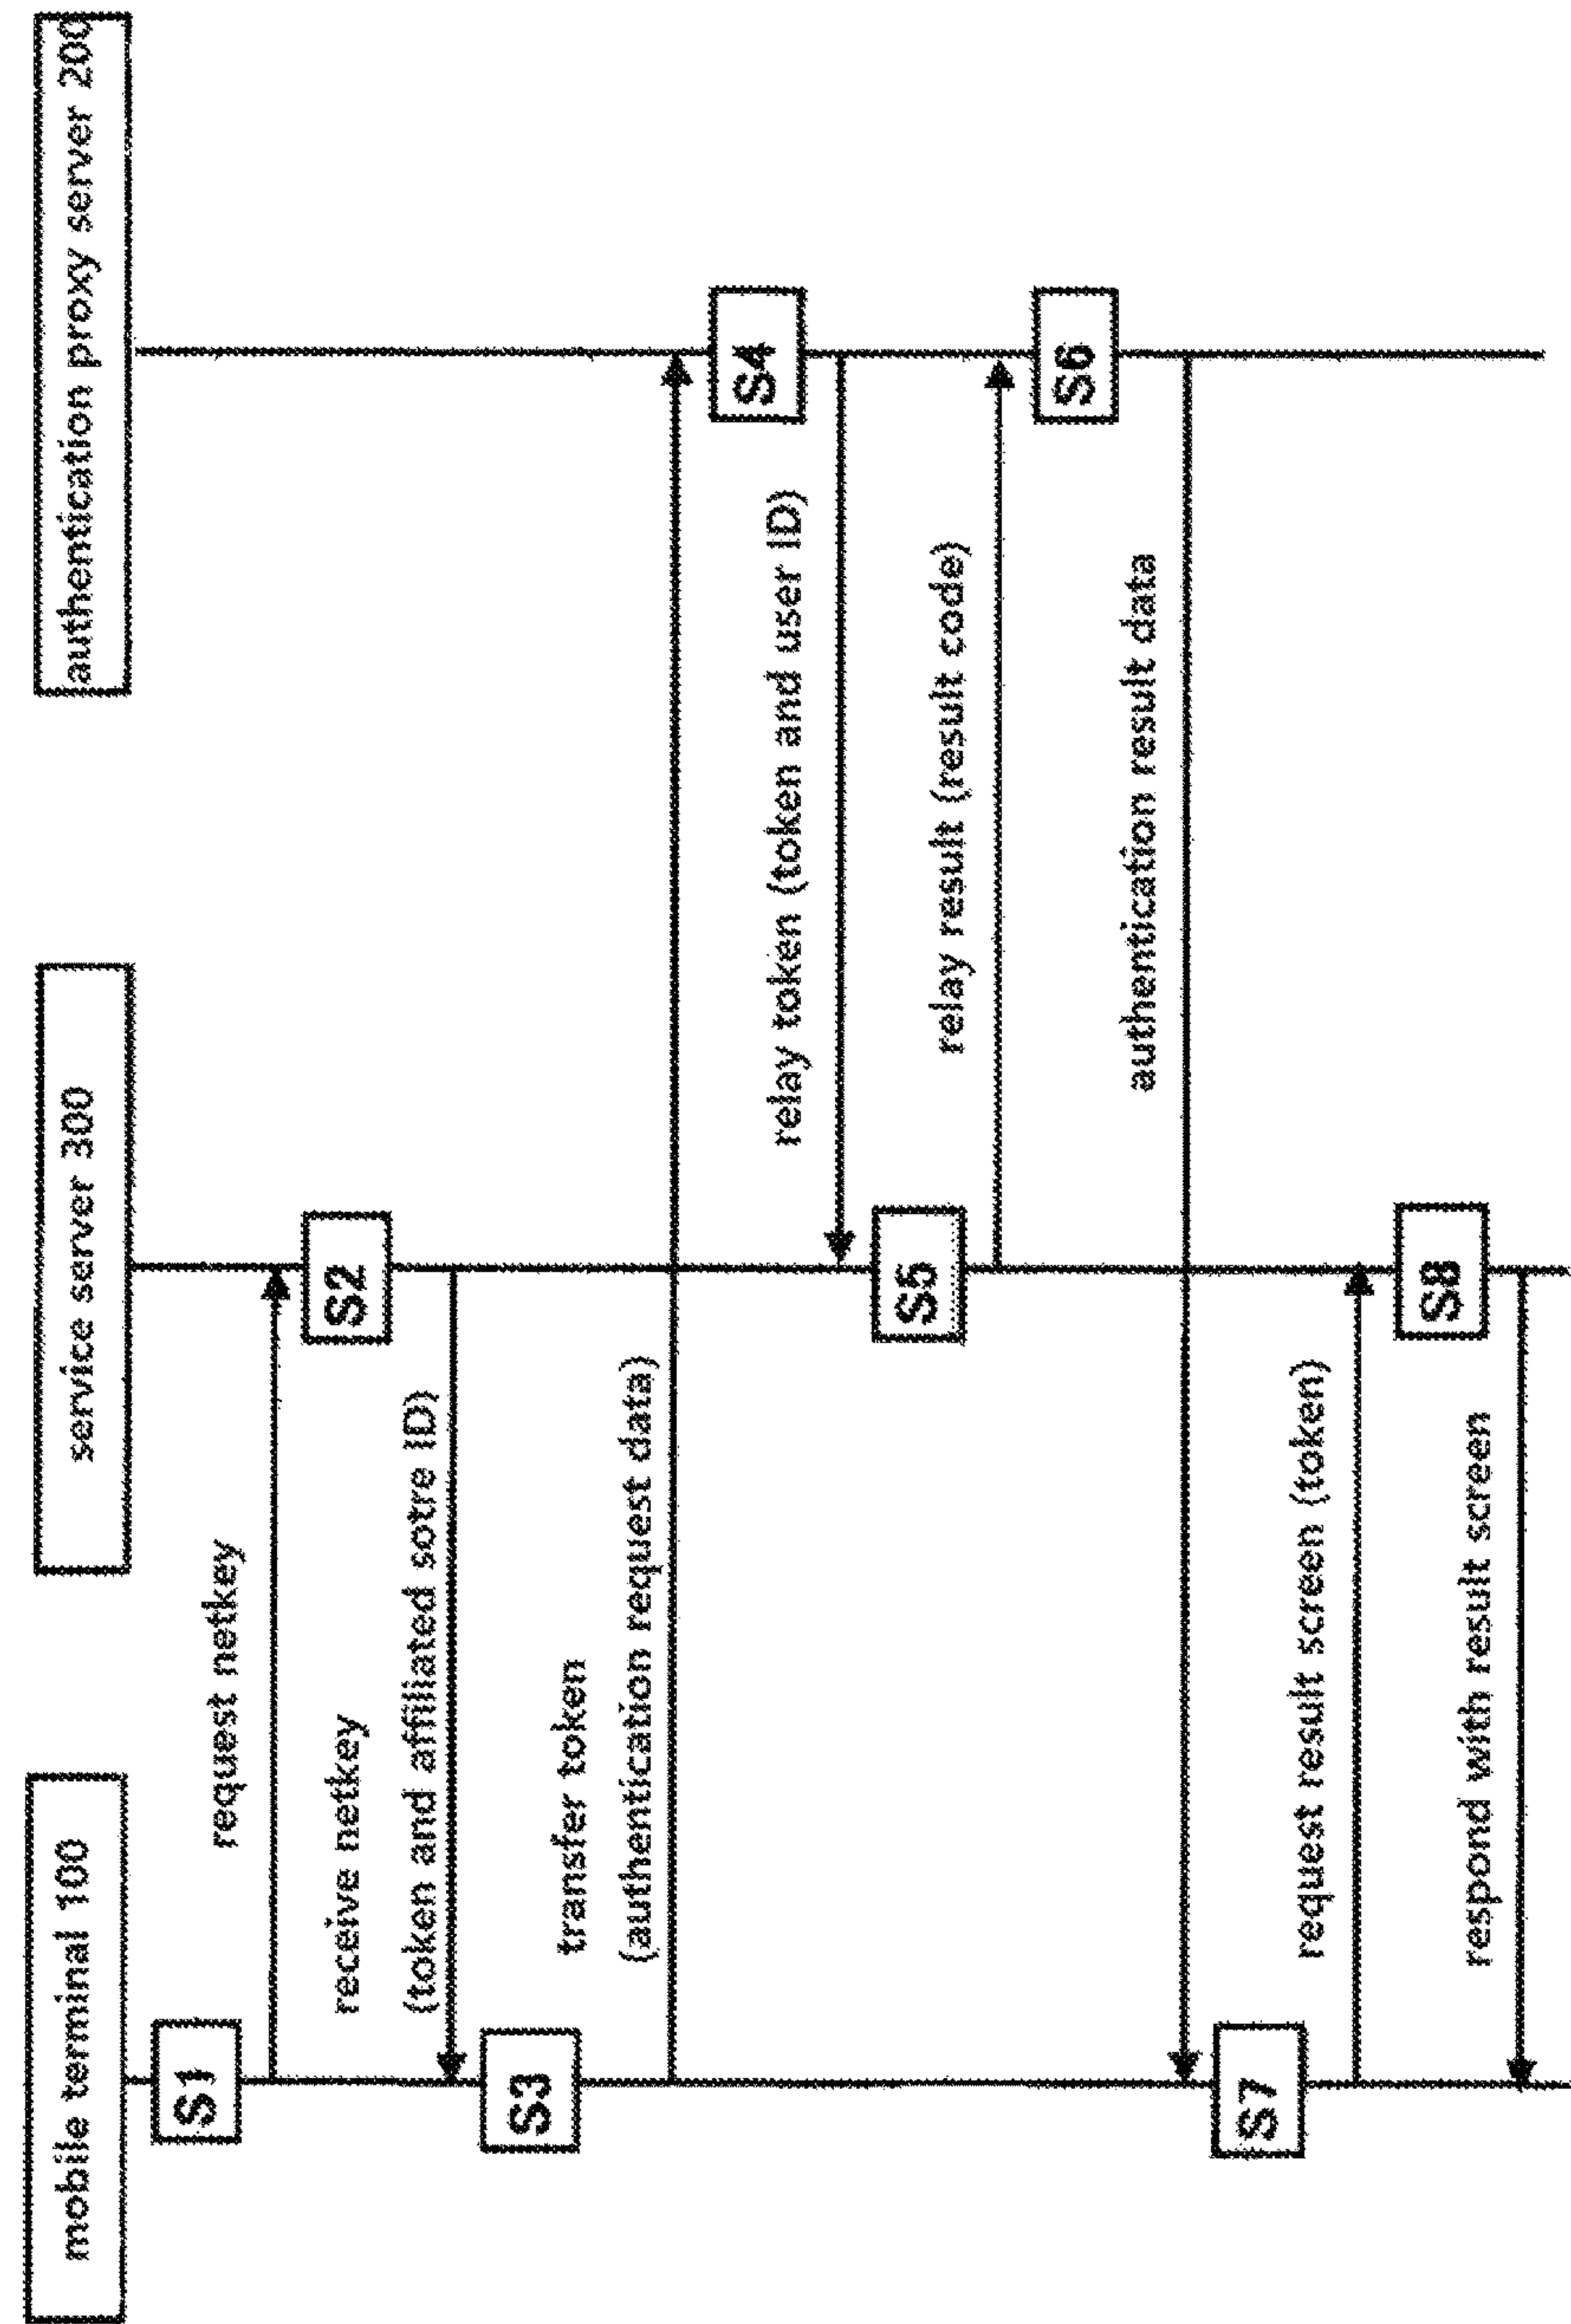 mobile terminal 100
service server 300
authentication proxy server 200
S1
request netkey
S2
receive netkey
(token and affiliated sotre ID)
S3
transfer token
(authentication request data)
S4
relay token (token and user ID)
S5
relay result (result code)
S6
authentication result data
S7
request result screen (token)
S8
respond with result screen